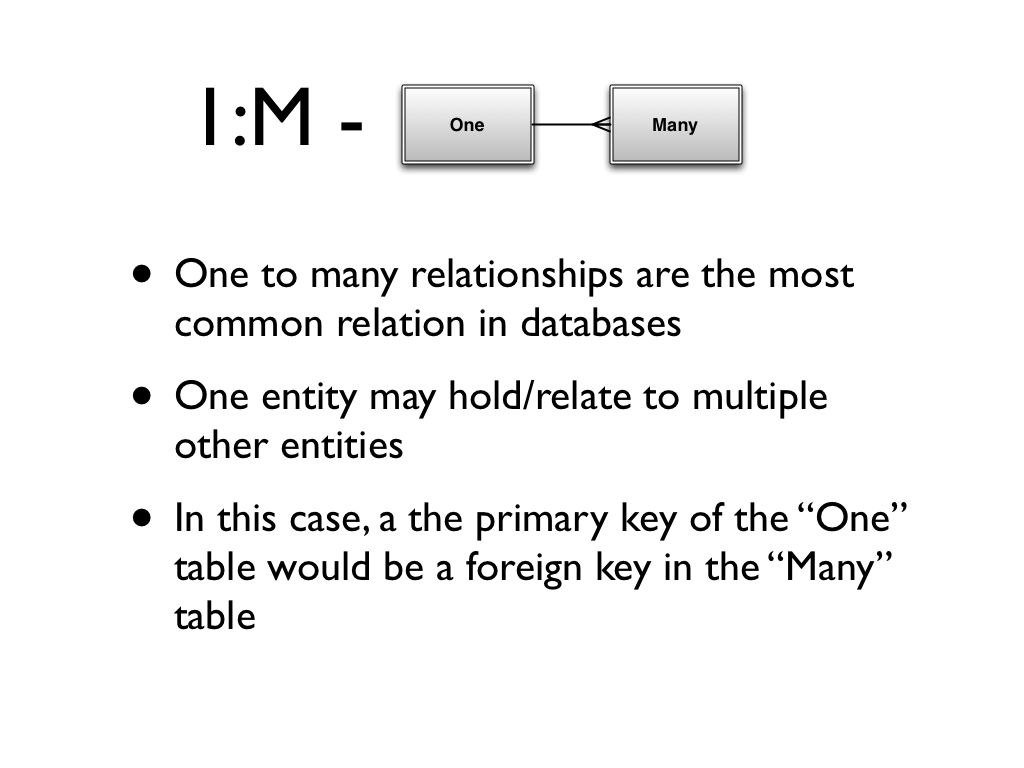 1:M -
One
Many
• One to many relationships are the most
common relation in databases
• One entity may hold/relate to multiple
other entities
• In this case, a the primary key of the “One”
table would be a foreign key in the “Many”
table